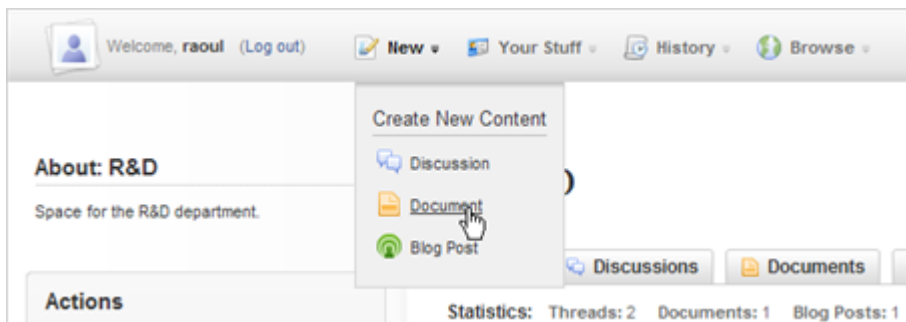 Welcome, raoul (Log out) New Your Stuff History Browse
Create New Content
Discussion
Document
Blog Post
About: R&D
Space for the R&D department.
)
Discussions Documents
Actions
Statistics: Threads: 2 Documents: 1 Blog Posts: 1